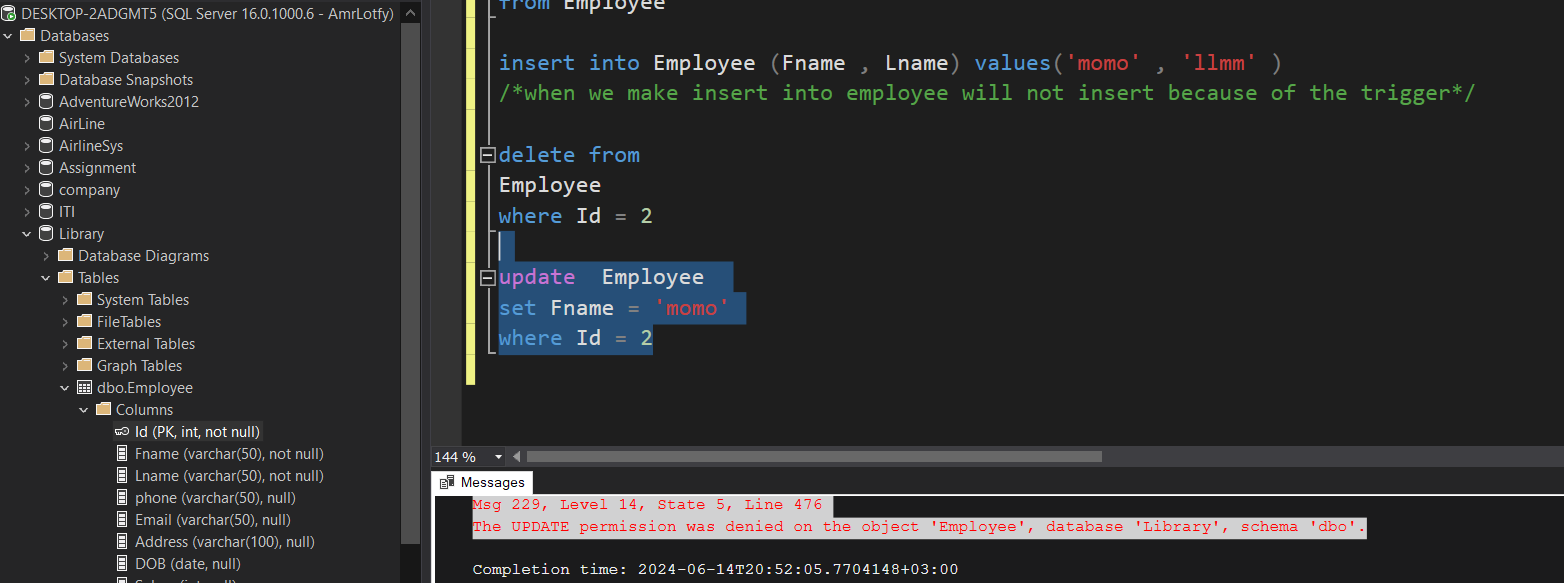 DESKTOP-2ADGMT5 (SQL Server 16.0.1000.6 - AmrLotfy)
Databases
System Databases
Database Snapshots
AdventureWorks2012
AirLine
AirlineSys
Assignment
company
ITI
Library
Database Diagrams
Tables
System Tables
FileTables
External Tables
Graph Tables
dbo.Employee
Columns
Id (PK, int, not null)
Fname (varchar(50), not null)
Lname (varchar(50), not null)
phone (varchar(50), null)
Email (varchar(50), null)
Address (varchar(100), null)
DOB (date, null)
from Employee
insert into Employee (Fname , Lname) values('momo' , 'llmm' )
/*when we make insert into employee will not insert because of the trigger*/
delete from
Employee
where Id = 2
update  Employee
set Fname = 'momo'
where Id = 2
144 %
Messages
Msg 229, Level 14, State 5, Line 476
The UPDATE permission was denied on the object 'Employee', database 'Library', schema 'dbo'.
Completion time: 2024-06-14T20:52:05.7704148+03:00